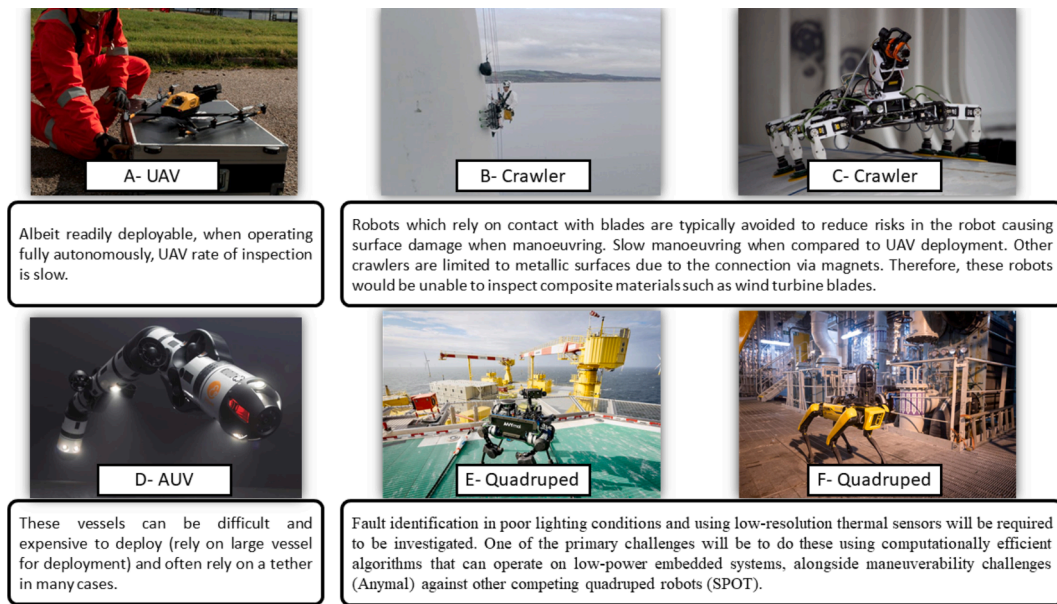 A- UAV
B- Crawler
C- Crawler
Albeit readily deployable, when operating
fully autonomously, UAV rate of inspection
is slow.
Robots which rely on contact with blades are typically avoided to reduce risks in the robot causing
surface damage when manoeuvring. Slow manoeuvring when compared to UAV deployment. Other
crawlers are limited to metallic surfaces due to the connection via magnets. Therefore, these robots
would be unable to inspect composite materials such as wind turbine blades.
D- AUV
E- Quadruped
F- Quadruped
These vessels can be difficult and
expensive to deploy (rely on large vessel
for deployment) and often rely on a tether
in many cases.
Fault identification in poor lighting conditions and using low-resolution thermal sensors will be required
to be investigated. One of the primary challenges will be to do these using computationally efficient
algorithms that can operate on low-power embedded systems, alongside maneuverability challenges
(Anymal) against other competing quadruped robots (SPOT).